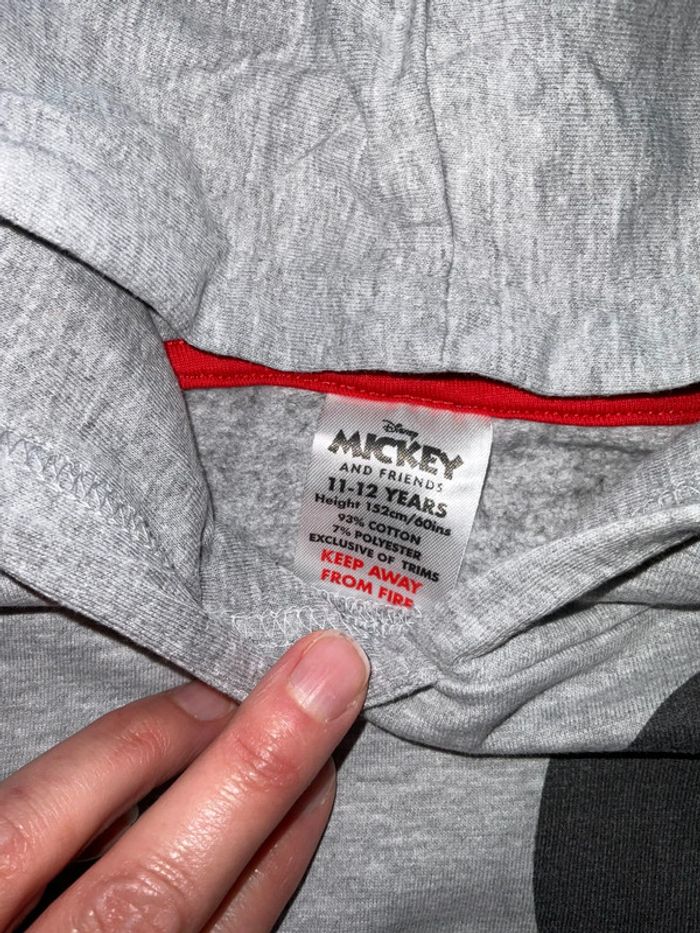 Disney
MICKEY
AND FRIENDS
11-12 YEARS
Height 152cm/60ins
93% COTTON
7% POLYESTER
EXCLUSIVE OF TRIMS
KEEP AWAY
FROM FIRE